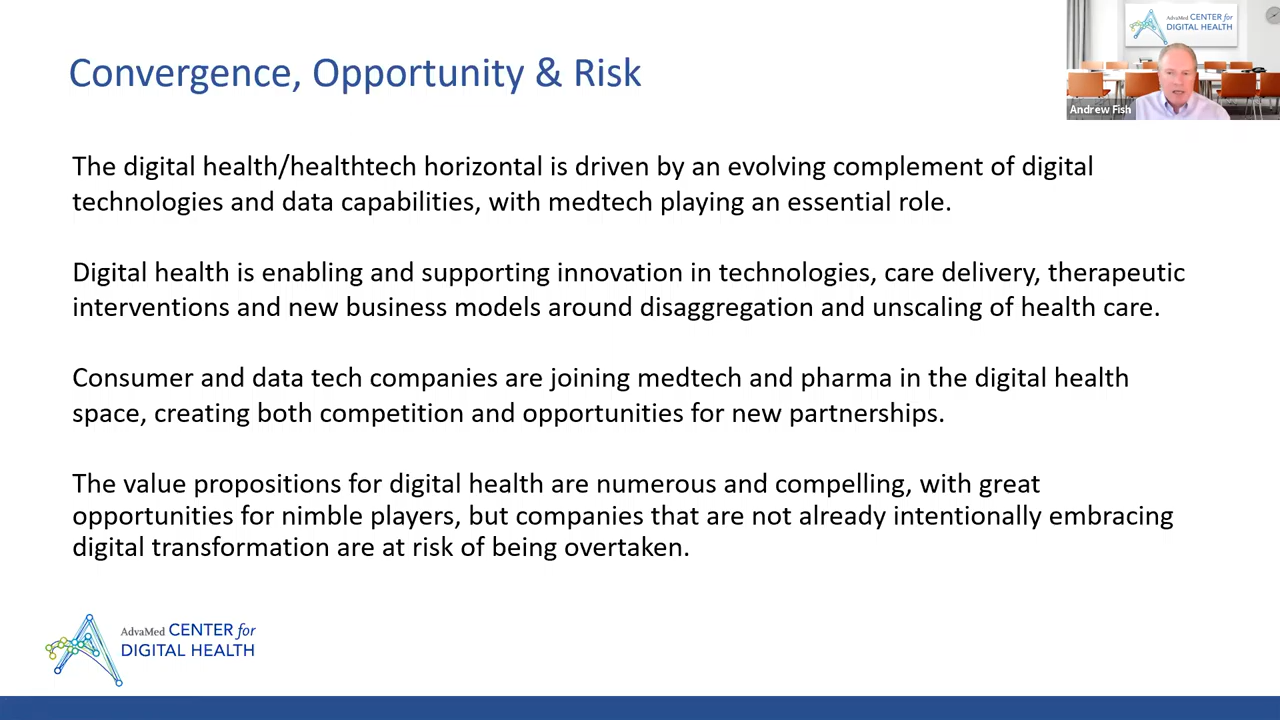 AdvaMed CENTER for
DIGITAL HEALTH
Andrew Fish
Convergence, Opportunity & Risk
The digital health/healthtech horizontal is driven by an evolving complement of digital
technologies and data capabilities, with medtech playing an essential role.
Digital health is enabling and supporting innovation in technologies, care delivery, therapeutic
interventions and new business models around disaggregation and unscaling of health care.
Consumer and data tech companies are joining medtech and pharma in the digital health
space, creating both competition and opportunities for new partnerships.
The value propositions for digital health are numerous and compelling, with great
opportunities for nimble players, but companies that are not already intentionally embracing
digital transformation are at risk of being overtaken.
AdvaMed CENTER for
DIGITAL HEALTH